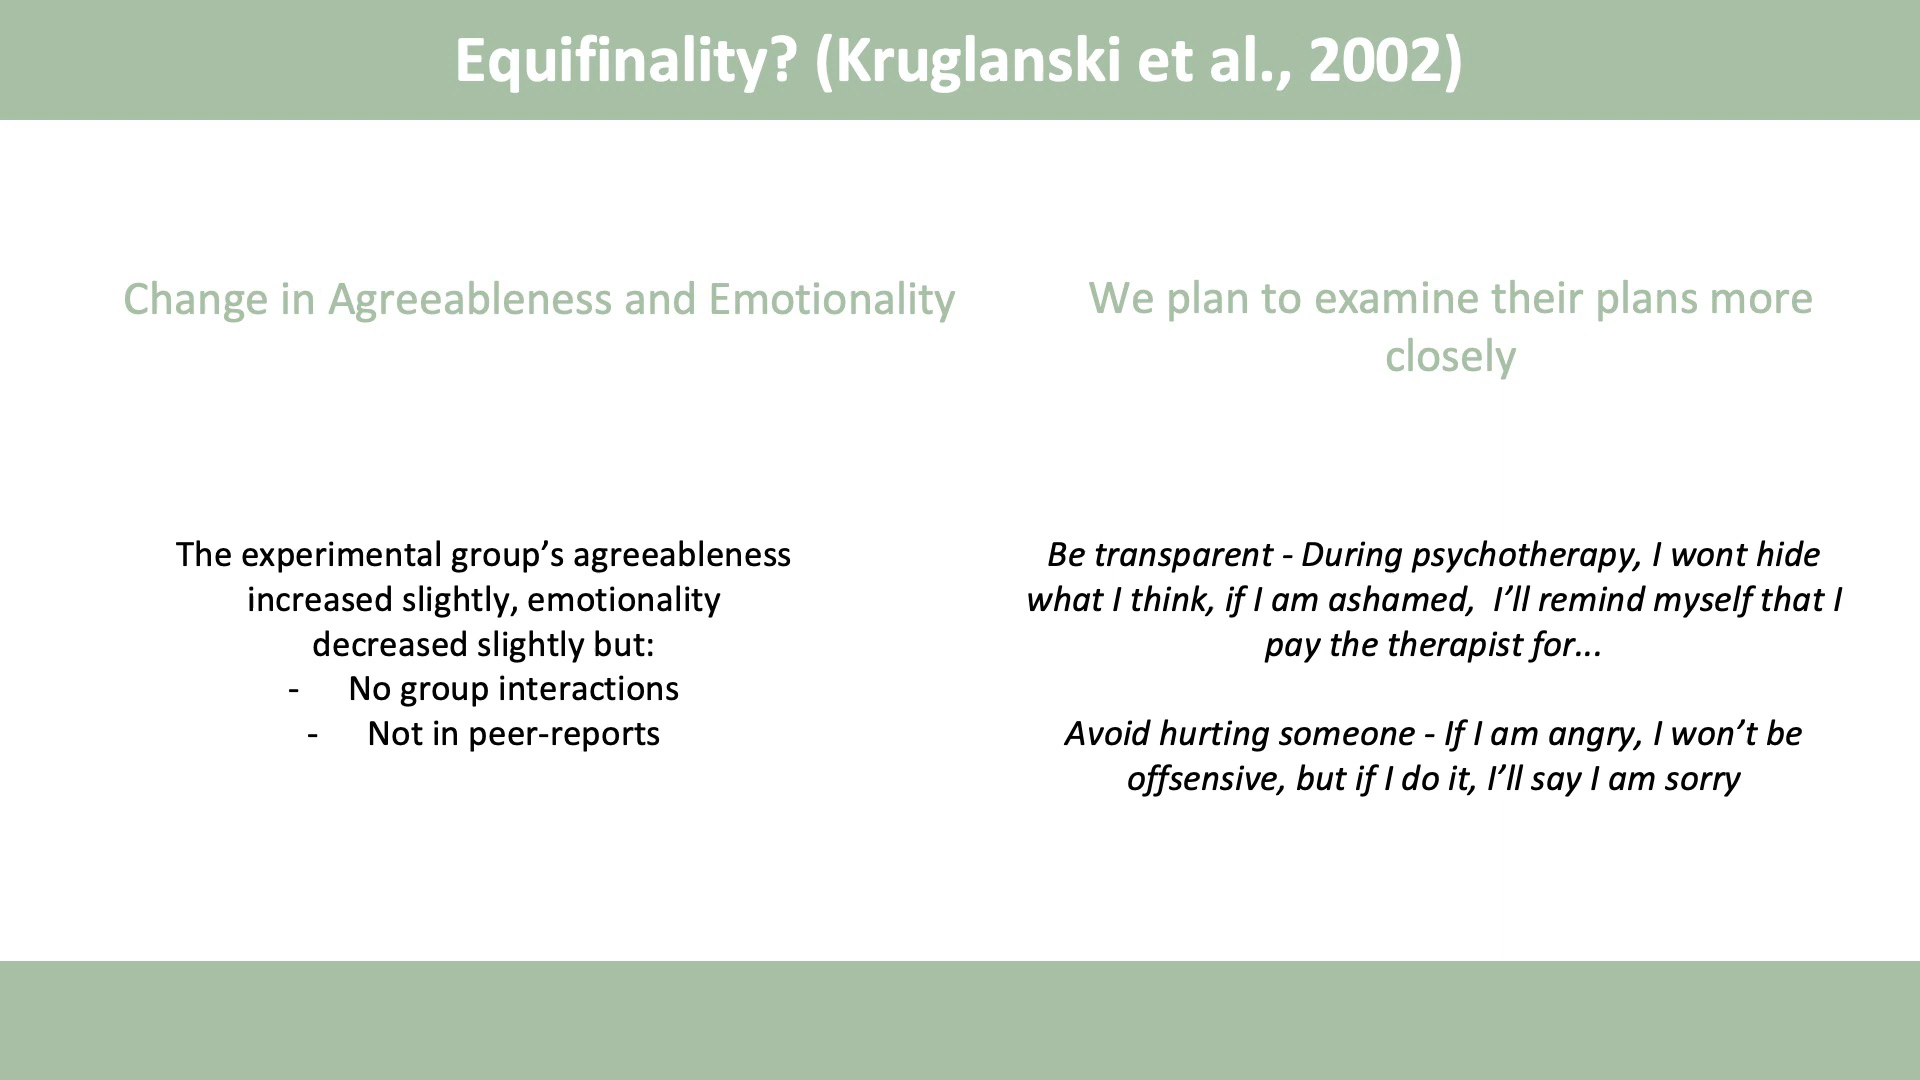 Equifinality? (Kruglanski et al., 2002)
Change in Agreeableness and Emotionality
The experimental group’s agreeableness
increased slightly, emotionality
decreased slightly but:
- No group interactions
- Not in peer-reports
We plan to examine their plans more
closely
Be transparent - During psychotherapy, I wont hide
what I think, if I am ashamed,  I’ll remind myself that I
pay the therapist for...
Avoid hurting someone - If I am angry, I won’t be
offsensive, but if I do it, I’ll say I am sorry